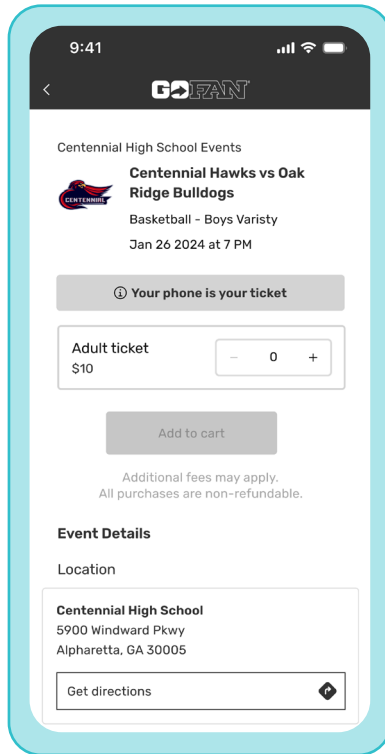 9:41
GOFAN
Centennial High School Events
Centennial Hawks vs Oak
Ridge Bulldogs
CENTENNIAL
Basketball - Boys Varisty
Jan 26 2024 at 7 PM
Your phone is your ticket
Adult ticket
$10
− 0 +
Add to cart
Additional fees may apply.
All purchases are non-refundable.
Event Details
Location
Centennial High School
5900 Windward Pkwy
Alpharetta, GA 30005
Get directions